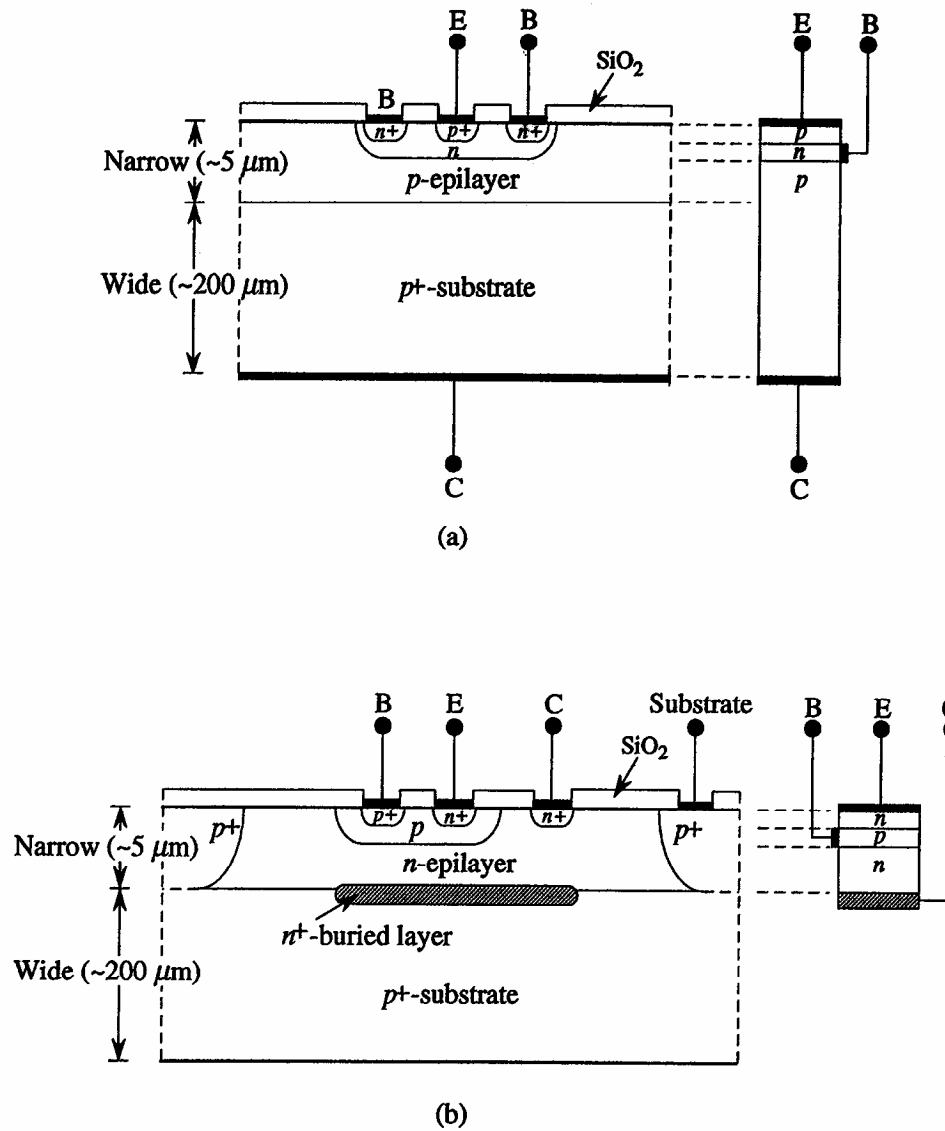 E
B
E
B
SiO₂
B
n+
p+
n+
n
Narrow (~5 μm)
p-epilayer
p
n
p
Wide (~200 μm)
p+-substrate
C
C
(a)
B
E
C
Substrate
B
E
SiO₂
p+
p+
p
n+
n+
p+
Narrow (~5 μm)
n-epilayer
n
p
n
n⁺-buried layer
Wide (~200 μm)
p+-substrate
(b)